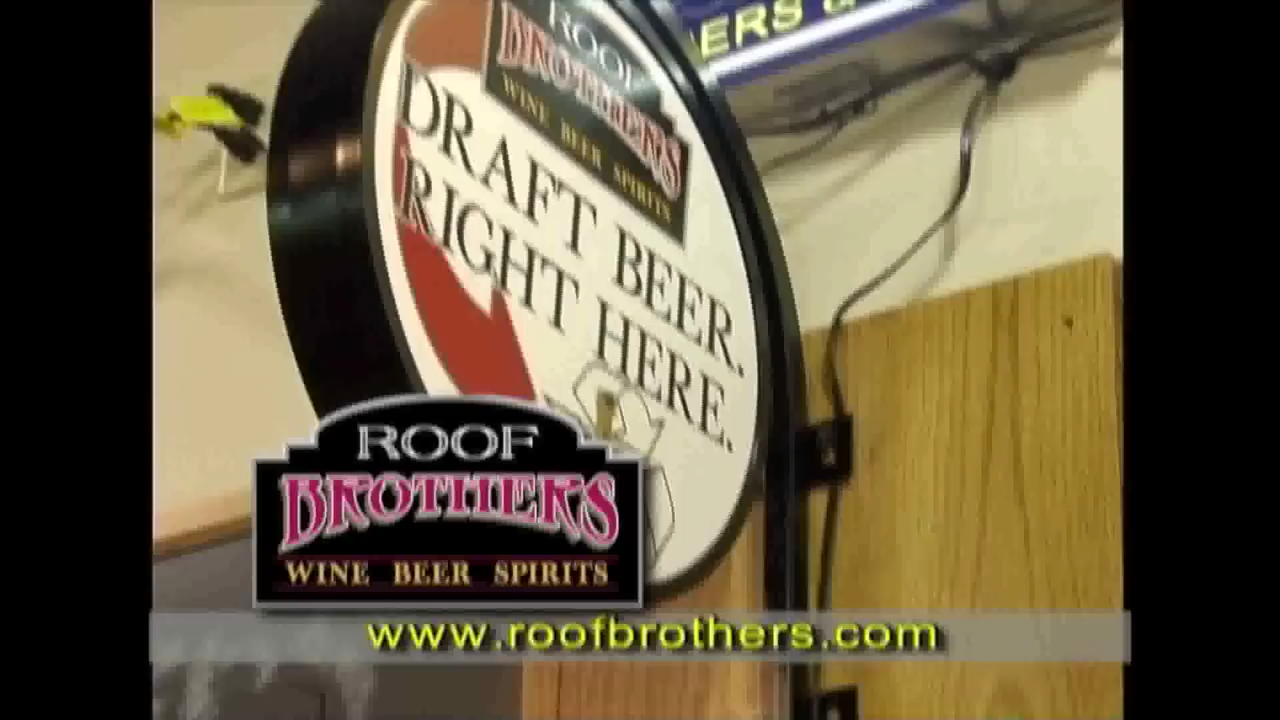 ERS &
ROOF
BROTHERS
WINE BEER SPIRITS
DRAFT BEER.
RIGHT HERE.
ROOF
BROTHERS
WINE BEER SPIRITS
www.roofbrothers.com